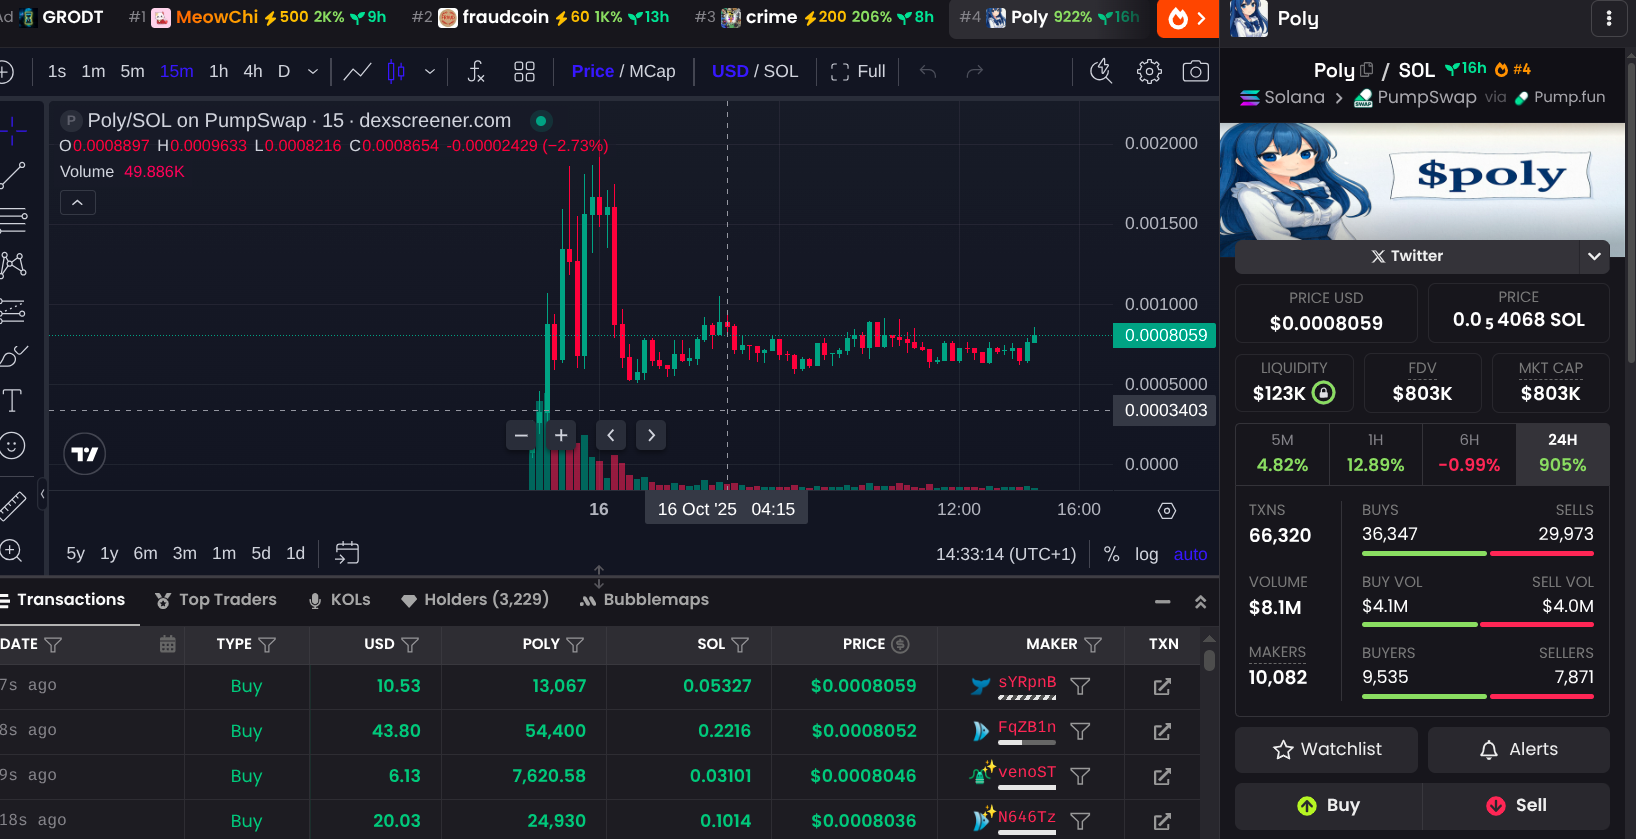 Ad GRODT #1 MeowChi 500 2K% 9h #2 fraudcoin 60 1K% 13h #3 crime 200 206% 8h #4 Poly 922% 16h
Poly
1s 1m 5m 15m 1h 4h D Price / MCap USD / SOL Full
Poly / SOL 16h #4
Solana > PumpSwap via Pump.fun
P Poly/SOL on PumpSwap · 15 · dexscreener.com
O0.0008897 H0.0009633 L0.0008216 C0.0008654 -0.00002429 (−2.73%)
Volume 49.886K
0.002000
0.001500
0.001000
0.0008059
0.0005000
0.0003403
0.0000
16 16 Oct '25 04:15 12:00 16:00
5y 1y 6m 3m 1m 5d 1d 14:33:14 (UTC+1) % log auto
$poly
SWAP
Twitter
PRICE USD
$0.0008059
PRICE
0.0 5 4068 SOL
LIQUIDITY
$123K
FDV
$803K
MKT CAP
$803K
5M
4.82%
1H
12.89%
6H
-0.99%
24H
905%
TXNS
66,320
BUYS
36,347
SELLS
29,973
VOLUME
$8.1M
BUY VOL
$4.1M
SELL VOL
$4.0M
MAKERS
10,082
BUYERS
9,535
SELLERS
7,871
Watchlist
Alerts
Buy
Sell
Transactions Top Traders KOLs Holders (3,229) Bubblemaps
DATE TYPE USD POLY SOL PRICE MAKER TXN
7s ago Buy 10.53 13,067 0.05327 $0.0008059 sYRpnB
8s ago Buy 43.80 54,400 0.2216 $0.0008052 FqZB1n
9s ago Buy 6.13 7,620.58 0.03101 $0.0008046 venoST
18s ago Buy 20.03 24,930 0.1014 $0.0008036 N646Tz